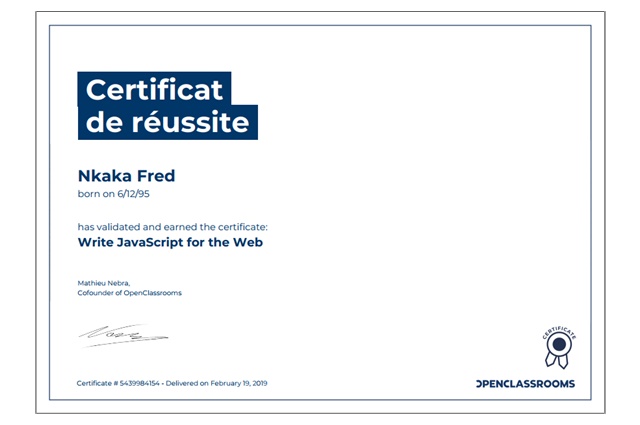 Certificat
de réussite
Nkaka Fred
born on 6/12/95
has validated and earned the certificate:
Write JavaScript for the Web
Mathieu Nebra,
Cofounder of OpenClassrooms
CERTIFICATE
Certificate # 5439984154 • Delivered on February 19, 2019
OPENCLASSROOMS